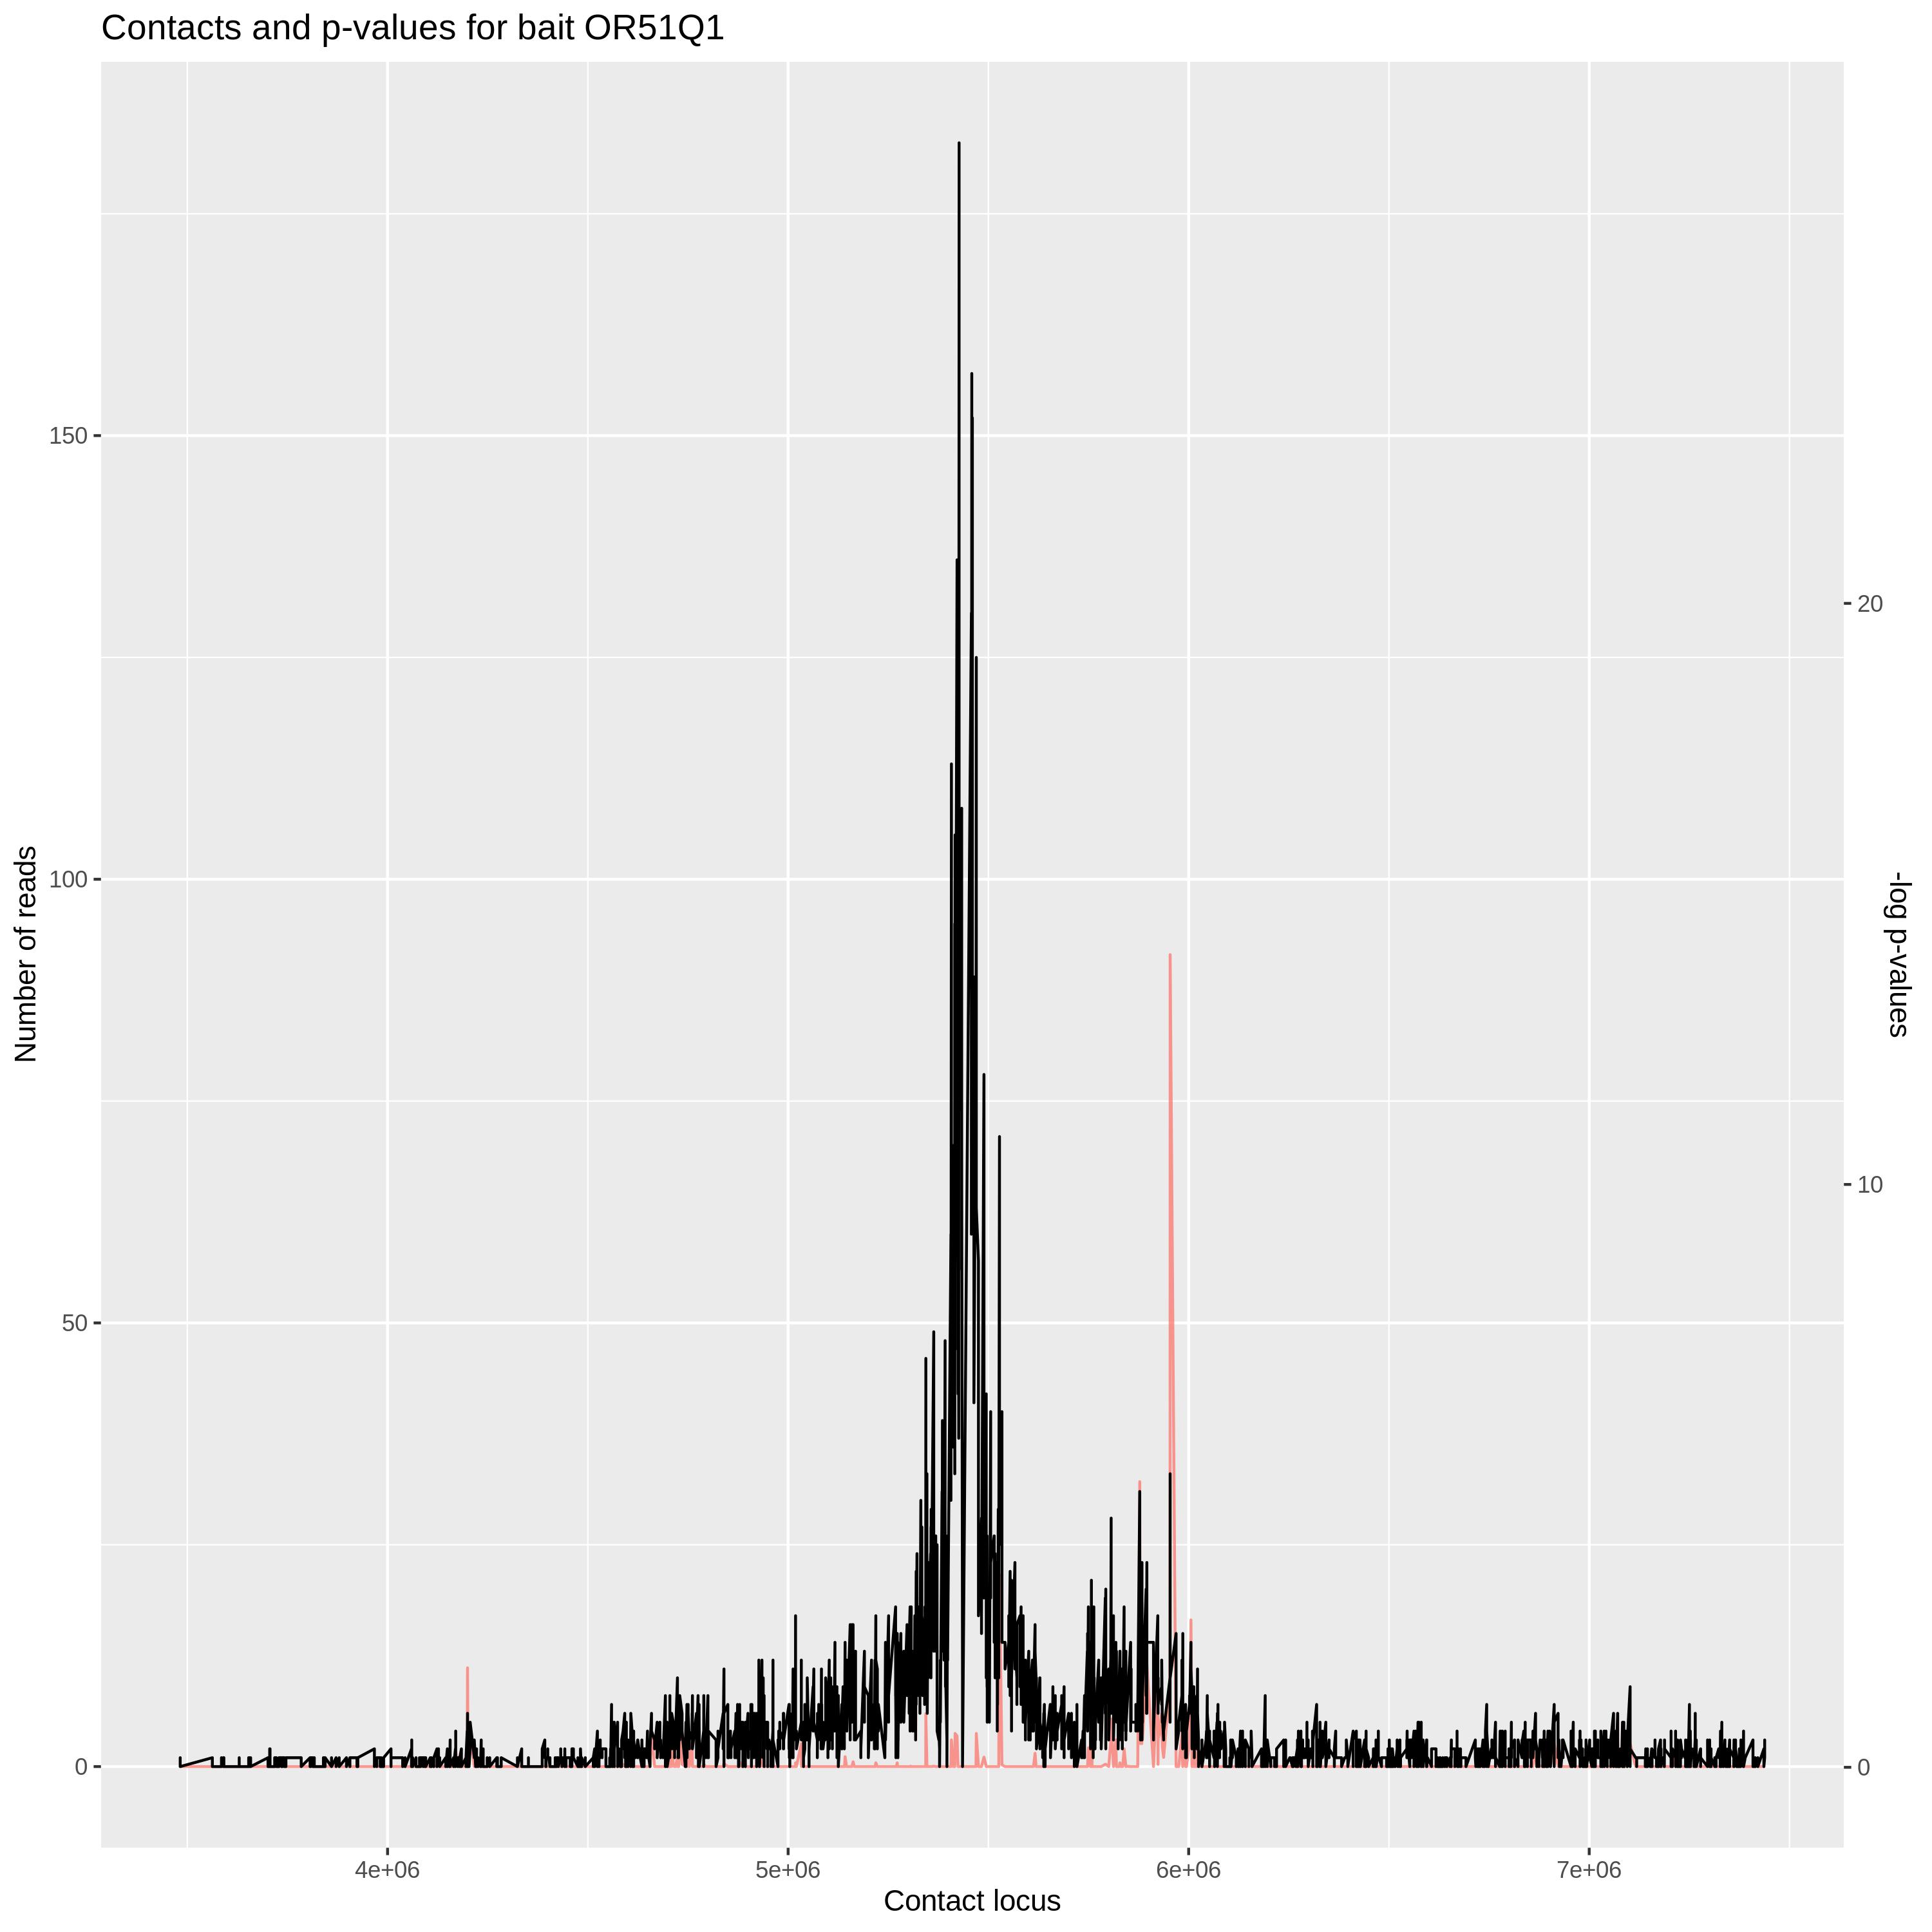 Contacts and p-values for bait OR51Q1
Number of reads
150
100
50
0
20
10
0
-log p-values
4e+06
5e+06
6e+06
7e+06
Contact locus